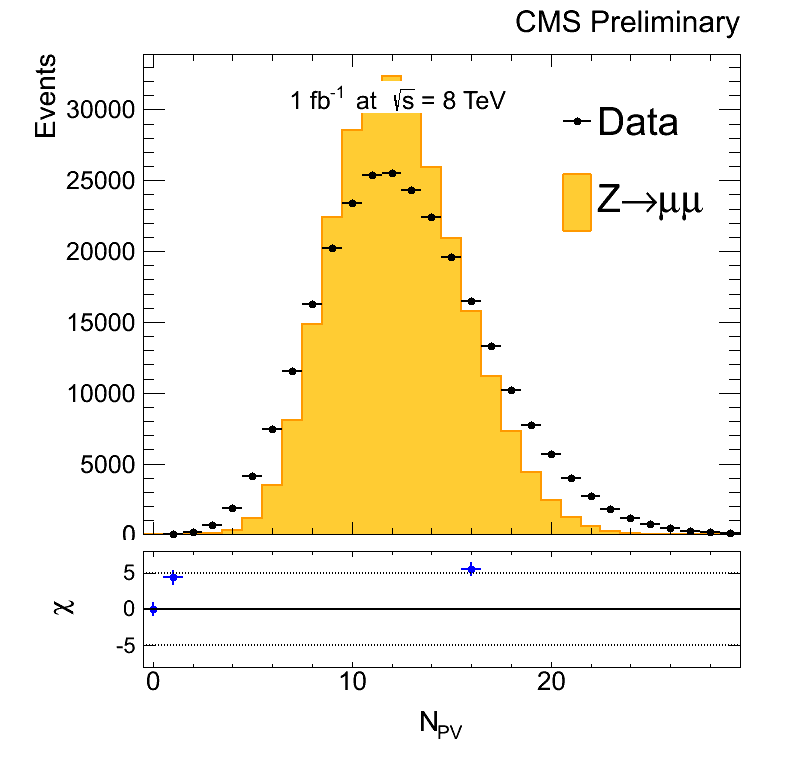 CMS Preliminary
Events
30000
25000
20000
15000
10000
5000
0
1 fb⁻¹ at √s = 8 TeV
Data
Z→μμ
χ
5
0
-5
0 10 20
N_PV